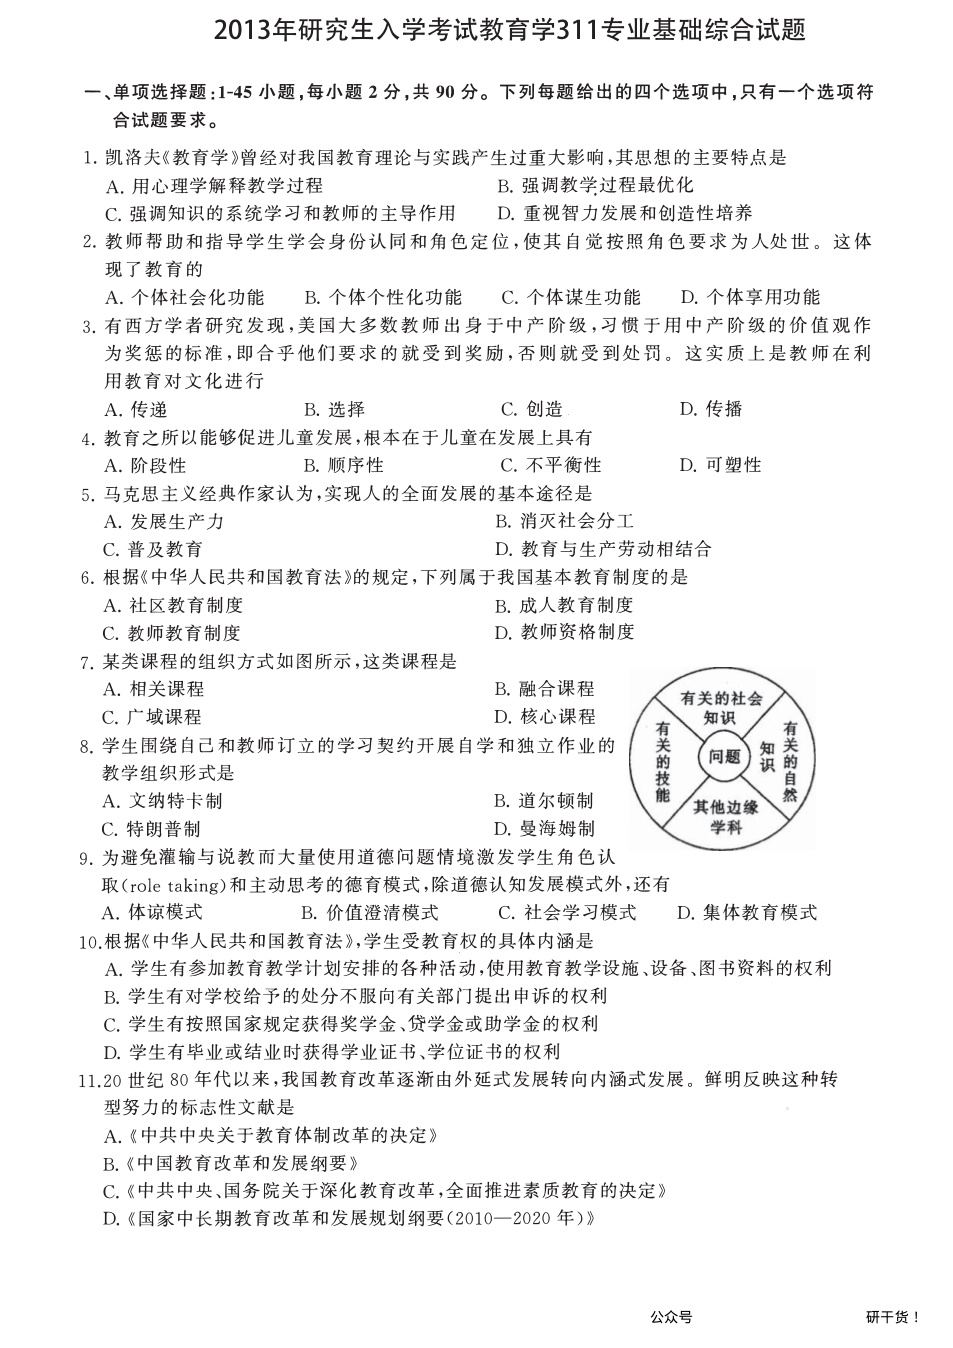 2013年研究生入学考试教育学311专业基础综合试题
一、单项选择题:1-45 小题,每小题 2 分,共 90 分。下列每题给出的四个选项中,只有一个选项符
合试题要求。
1. 凯洛夫《教育学》曾经对我国教育理论与实践产生过重大影响,其思想的主要特点是
A. 用心理学解释教学过程 B. 强调教学过程最优化
C. 强调知识的系统学习和教师的主导作用 D. 重视智力发展和创造性培养
2. 教师帮助和指导学生学会身份认同和角色定位,使其自觉按照角色要求为人处世。这体
现了教育的
A. 个体社会化功能 B. 个体个性化功能 C. 个体谋生功能 D. 个体享用功能
3. 有西方学者研究发现,美国大多数教师出身于中产阶级,习惯于用中产阶级的价值观作
为奖惩的标准,即合乎他们要求的就受到奖励,否则就受到处罚。这实质上是教师在利
用教育对文化进行
A. 传递 B. 选择 C. 创造 D. 传播
4. 教育之所以能够促进儿童发展,根本在于儿童在发展上具有
A. 阶段性 B. 顺序性 C. 不平衡性 D. 可塑性
5. 马克思主义经典作家认为,实现人的全面发展的基本途径是
A. 发展生产力 B. 消灭社会分工
C. 普及教育 D. 教育与生产劳动相结合
6. 根据《中华人民共和国教育法》的规定,下列属于我国基本教育制度的是
A. 社区教育制度 B. 成人教育制度
C. 教师教育制度 D. 教师资格制度
7. 某类课程的组织方式如图所示,这类课程是
A. 相关课程 B. 融合课程
C. 广域课程 D. 核心课程
有关的社会
知识
有关的技能
问题
有关的自然
知识
其他边缘
学科
8. 学生围绕自己和教师订立的学习契约开展自学和独立作业的
教学组织形式是
A. 文纳特卡制 B. 道尔顿制
C. 特朗普制 D. 曼海姆制
9. 为避免灌输与说教而大量使用道德问题情境激发学生角色认
取(role taking)和主动思考的德育模式,除道德认知发展模式外,还有
A. 体谅模式 B. 价值澄清模式 C. 社会学习模式 D. 集体教育模式
10.根据《中华人民共和国教育法》,学生受教育权的具体内涵是
A. 学生有参加教育教学计划安排的各种活动,使用教育教学设施、设备、图书资料的权利
B. 学生有对学校给予的处分不服向有关部门提出申诉的权利
C. 学生有按照国家规定获得奖学金、贷学金或助学金的权利
D. 学生有毕业或结业时获得学业证书、学位证书的权利
11.20 世纪 80 年代以来,我国教育改革逐渐由外延式发展转向内涵式发展。鲜明反映这种转
型努力的标志性文献是
A.《中共中央关于教育体制改革的决定》
B.《中国教育改革和发展纲要》
C.《中共中央、国务院关于深化教育改革,全面推进素质教育的决定》
D.《国家中长期教育改革和发展规划纲要(2010—2020 年)》
公众号 研干货！